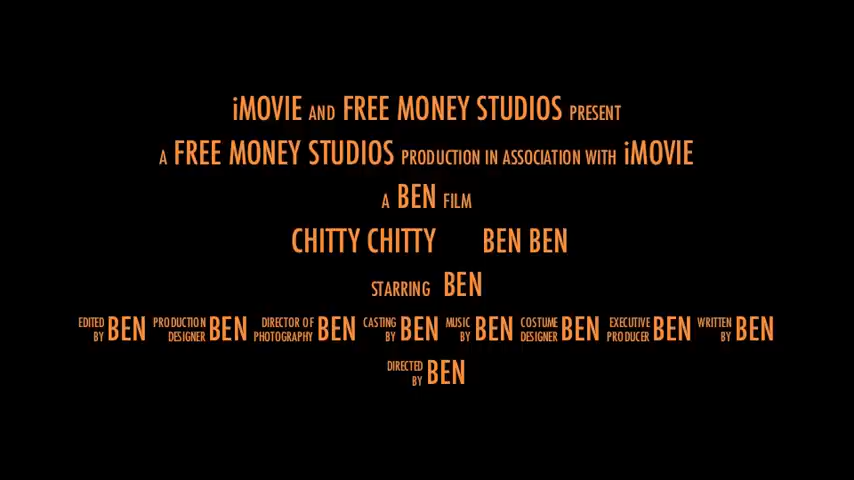 iMOVIE AND FREE MONEY STUDIOS PRESENT
A FREE MONEY STUDIOS PRODUCTION IN ASSOCIATION WITH iMOVIE
A BEN FILM
CHITTY CHITTY BEN BEN
STARRING BEN
EDITED BY BEN PRODUCTION DESIGNER BEN DIRECTOR OF PHOTOGRAPHY BEN CASTING BY BEN MUSIC BY BEN COSTUME DESIGNER BEN EXECUTIVE PRODUCER BEN WRITTEN BY BEN
DIRECTED BY BEN